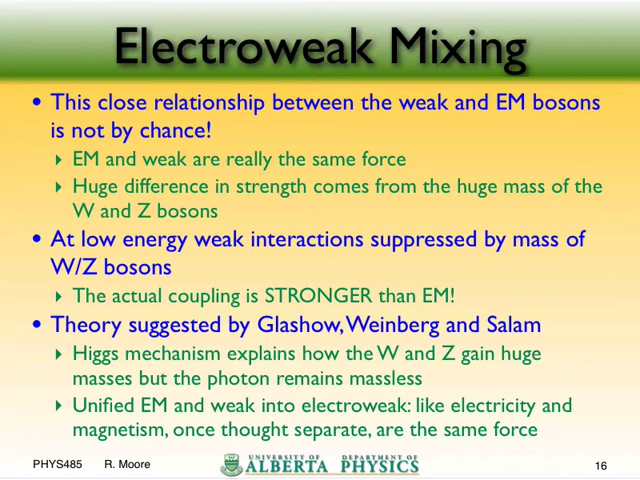 Electroweak Mixing
• This close relationship between the weak and EM bosons
is not by chance!
‣ EM and weak are really the same force
‣ Huge difference in strength comes from the huge mass of the
W and Z bosons
• At low energy weak interactions suppressed by mass of
W/Z bosons
‣ The actual coupling is STRONGER than EM!
• Theory suggested by Glashow, Weinberg and Salam
‣ Higgs mechanism explains how the W and Z gain huge
masses but the photon remains massless
‣ Unified EM and weak into electroweak: like electricity and
magnetism, once thought separate, are the same force
PHYS485 R. Moore
UNIVERSITY OF DEPARTMENT OF
ALBERTA PHYSICS
16